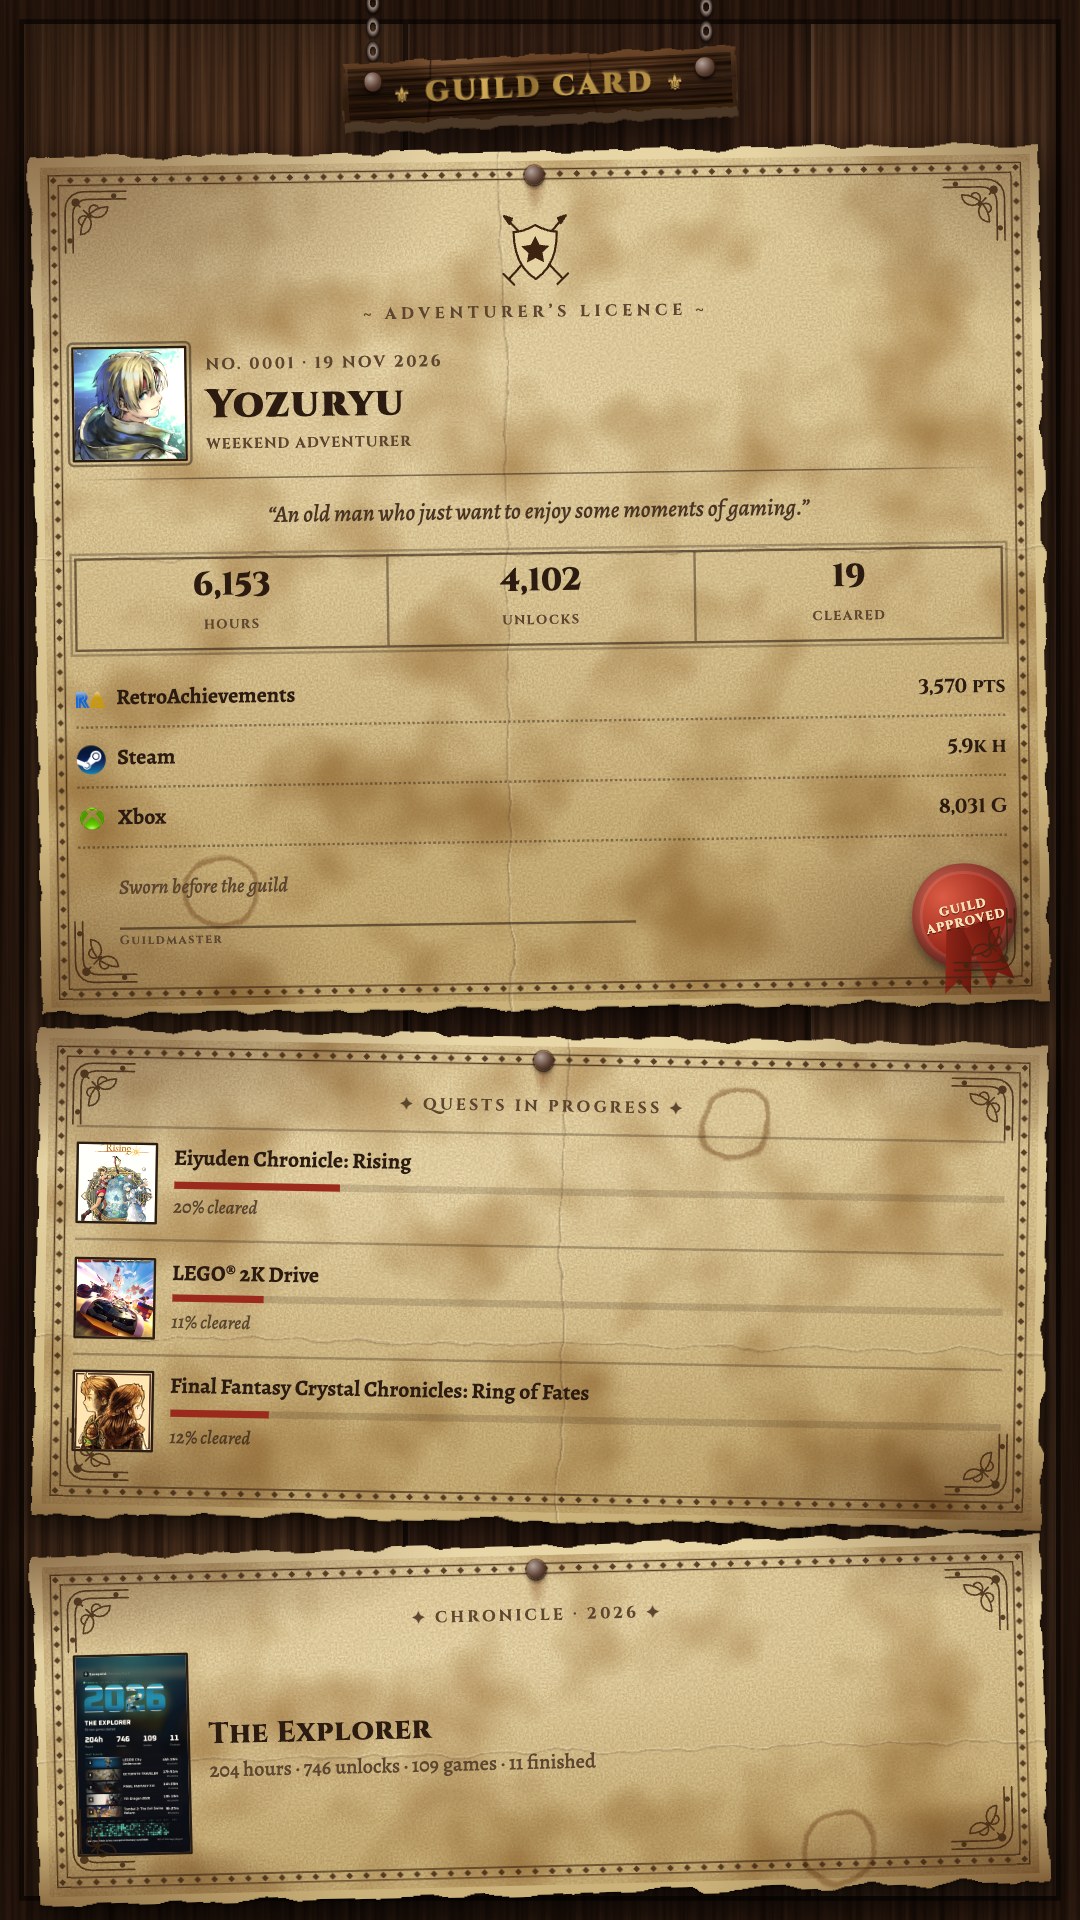 GUILD CARD
~ ADVENTURER'S LICENCE ~
NO. 0001 · 19 NOV 2026
YOZURYU
WEEKEND ADVENTURER
“An old man who just want to enjoy some moments of gaming.”
6,153
HOURS
4,102
UNLOCKS
19
CLEARED
RetroAchievements
3,570 PTS
Steam
5.9K H
Xbox
8,031 G
Sworn before the guild
GUILDMASTER
GUILD
APPROVED
✦ QUESTS IN PROGRESS ✦
Rising
Eiyuden Chronicle: Rising
20% cleared
LEGO® 2K Drive
11% cleared
Final Fantasy Crystal Chronicles: Ring of Fates
12% cleared
✦ CHRONICLE · 2026 ✦
2026
THE EXPLORER
204h 746 109 11
THE EXPLORER
204 hours · 746 unlocks · 109 games · 11 finished